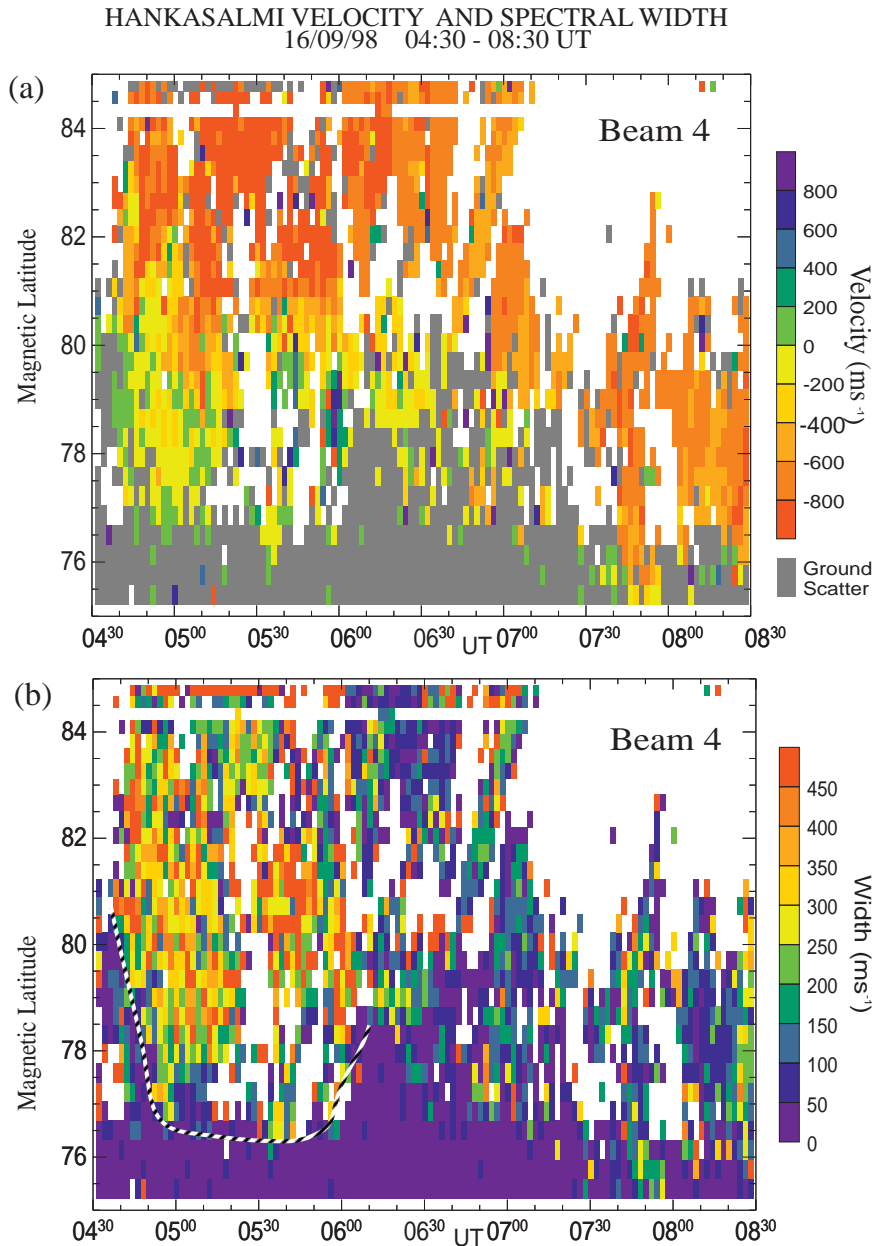 HANKASALMI VELOCITY AND SPECTRAL WIDTH
16/09/98 04:30 - 08:30 UT
(a)
Beam 4
Magnetic Latitude
84
82
80
78
76
04³⁰ 05⁰⁰ 05³⁰ 06⁰⁰ 06³⁰ UT 07⁰⁰ 07³⁰ 08⁰⁰ 08³⁰
800
600
400
200
0
-200
-400
-600
-800
Velocity (ms⁻¹)
Ground
Scatter
(b)
Beam 4
Magnetic Latitude
84
82
80
78
76
04³⁰ 05⁰⁰ 05³⁰ 06⁰⁰ 06³⁰ UT 07⁰⁰ 07³⁰ 08⁰⁰ 08³⁰
450
400
350
300
250
200
150
100
50
0
Width (ms⁻¹)